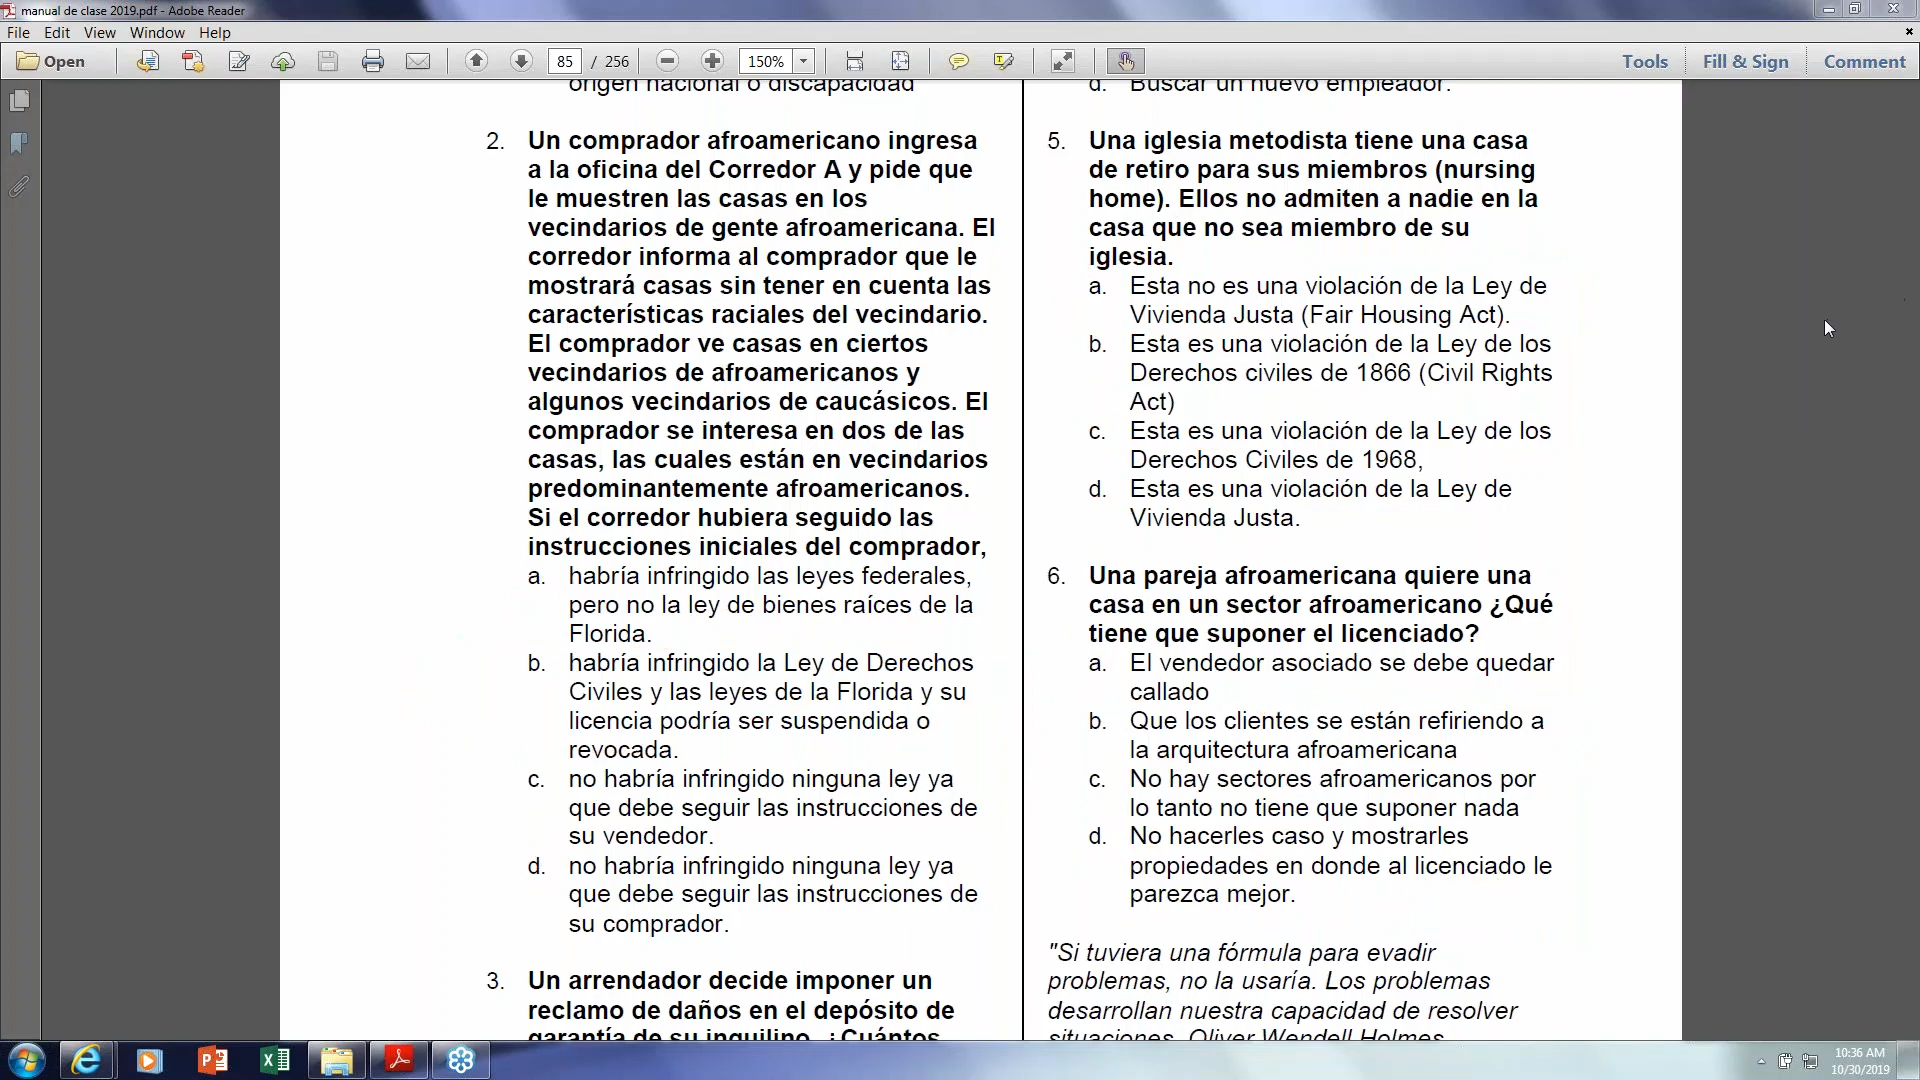 manual de clase 2019.pdf - Adobe Reader
File Edit View Window Help
Open 85 / 256 150% Tools Fill & Sign Comment
origen nacional o discapacidad
2. Un comprador afroamericano ingresa
a la oficina del Corredor A y pide que
le muestren las casas en los
vecindarios de gente afroamericana. El
corredor informa al comprador que le
mostrará casas sin tener en cuenta las
características raciales del vecindario.
El comprador ve casas en ciertos
vecindarios de afroamericanos y
algunos vecindarios de caucásicos. El
comprador se interesa en dos de las
casas, las cuales están en vecindarios
predominantemente afroamericanos.
Si el corredor hubiera seguido las
instrucciones iniciales del comprador,
a. habría infringido las leyes federales,
pero no la ley de bienes raíces de la
Florida.
b. habría infringido la Ley de Derechos
Civiles y las leyes de la Florida y su
licencia podría ser suspendida o
revocada.
c. no habría infringido ninguna ley ya
que debe seguir las instrucciones de
su vendedor.
d. no habría infringido ninguna ley ya
que debe seguir las instrucciones de
su comprador.
3. Un arrendador decide imponer un
reclamo de daños en el depósito de
garantía de su inquilino. ¿Cuántos
d. Buscar un nuevo empleador.
5. Una iglesia metodista tiene una casa
de retiro para sus miembros (nursing
home). Ellos no admiten a nadie en la
casa que no sea miembro de su
iglesia.
a. Esta no es una violación de la Ley de
Vivienda Justa (Fair Housing Act).
b. Esta es una violación de la Ley de los
Derechos civiles de 1866 (Civil Rights
Act)
c. Esta es una violación de la Ley de los
Derechos Civiles de 1968,
d. Esta es una violación de la Ley de
Vivienda Justa.
6. Una pareja afroamericana quiere una
casa en un sector afroamericano ¿Qué
tiene que suponer el licenciado?
a. El vendedor asociado se debe quedar
callado
b. Que los clientes se están refiriendo a
la arquitectura afroamericana
c. No hay sectores afroamericanos por
lo tanto no tiene que suponer nada
d. No hacerles caso y mostrarles
propiedades en donde al licenciado le
parezca mejor.
"Si tuviera una fórmula para evadir
problemas, no la usaría. Los problemas
desarrollan nuestra capacidad de resolver
situaciones. Oliver Wendell Holmes
10:36 AM
10/30/2019